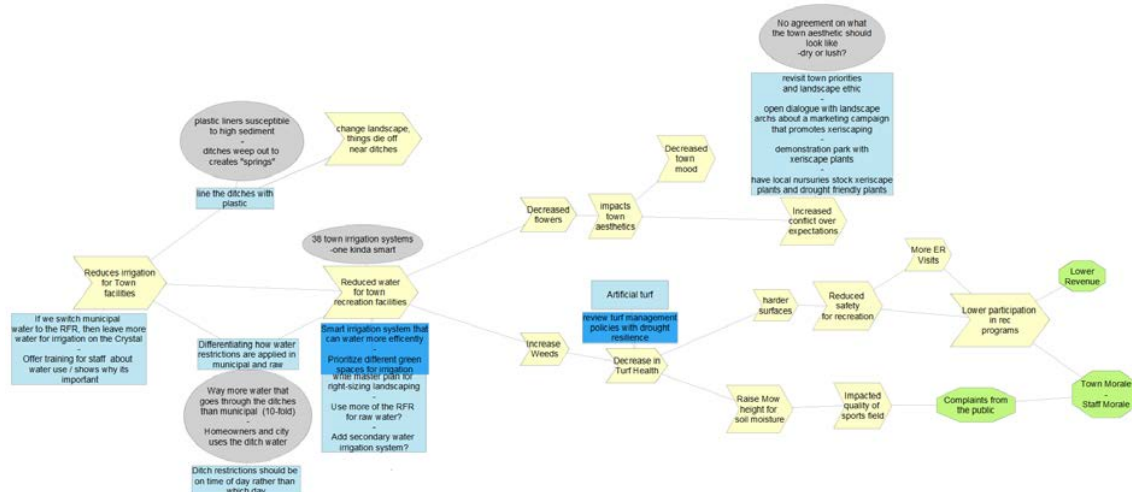 No agreement on what
the town aesthetic should
look like
-dry or lush?
revisit town priorities
and landscape ethic
-
open dialogue with landscape
archs about a marketing campaign
that promotes xeriscaping
-
demonstration park with
xeriscape plants
-
have local nursuries stock xeriscape
plants and drought friendly plants
plastic liners susceptible
to high sediment
-
ditches weep out to
creates "springs"
change landscape,
things die off
near ditches
line the ditches with
plastic
Decreased
town
mood
Decreased
flowers
impacts
town
aesthetics
Increased
conflict over
expectations
38 town irrigation systems
-one kinda smart
Reduces irrigation
for Town
facilities
Reduced water
for town
recreation facilities
If we switch municipal
water to the RFR, then leave more
water for irrigation on the Crystal
-
Offer training for staff about
water use / shows why its
important
Differentiating how water
restrictions are applied in
municipal and raw
Way more water that
goes through the ditches
than municipal (10-fold)
-
Homeowners and city
uses the ditch water
Ditch restrictions should be
on time of day rather than
which day
Smart irrigation system that
can water more efficently
-
Prioritize different green
spaces for irrigation
write master plan for
right-sizing landscaping
-
Use more of the RFR
for raw water?
-
Add secondary water
irrigation system?
Increase
Weeds
Artificial turf
review turf management
policies with drought
resilience
Decrease in
Turf Health
harder
surfaces
Reduced
safety
for recreation
More ER
Visits
Lower participation
in rec
programs
Lower
Revenue
Raise Mow
height for
soil moisture
Impacted
quality of
sports field
Complaints from
the public
Town Morale
-
Staff Morale